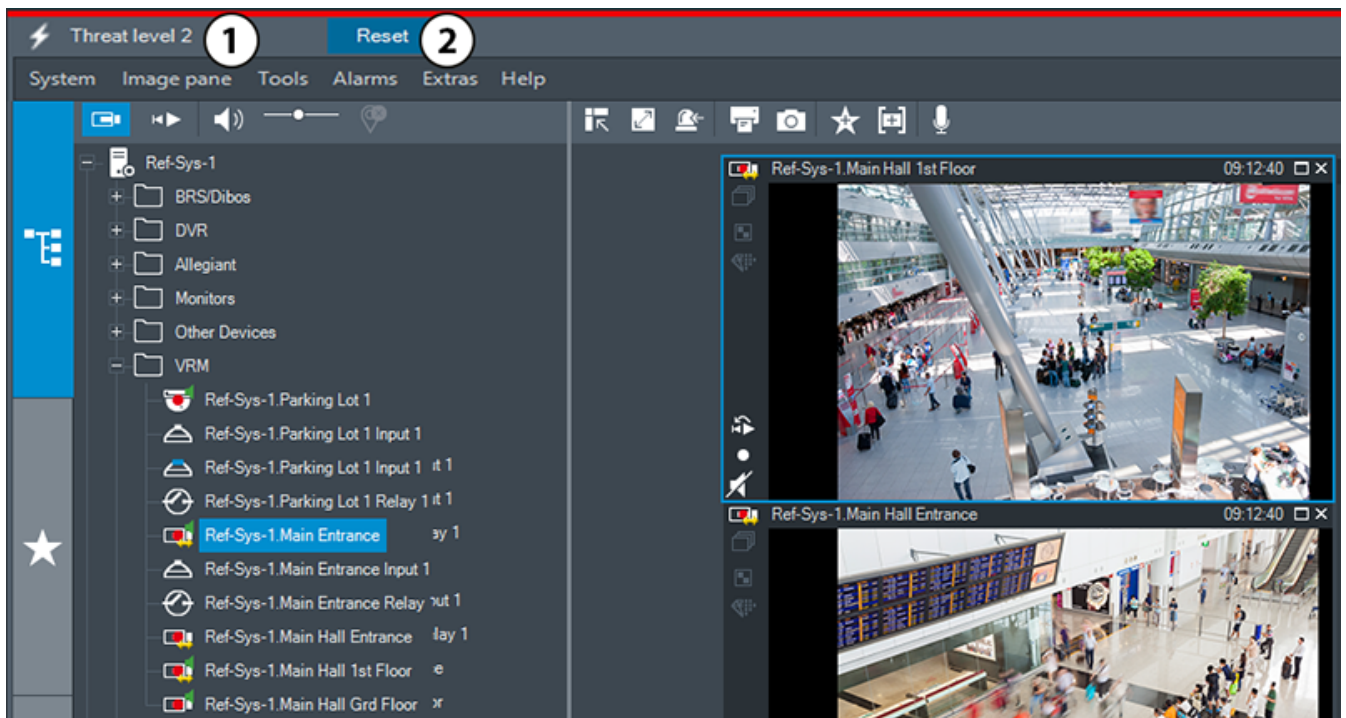 Threat level 2 1 Reset 2
System Image pane Tools Alarms Extras Help
Ref-Sys-1
BRS/Dibos
DVR
Allegiant
Monitors
Other Devices
VRM
Ref-Sys-1.Parking Lot 1
Ref-Sys-1.Parking Lot 1 Input 1
Ref-Sys-1.Parking Lot 1 Input 1
Ref-Sys-1.Parking Lot 1 Relay 1
Ref-Sys-1.Main Entrance
Ref-Sys-1.Main Entrance Input 1
Ref-Sys-1.Main Entrance Relay
Ref-Sys-1.Main Hall Entrance
Ref-Sys-1.Main Hall 1st Floor
Ref-Sys-1.Main Hall Grd Floor
Ref-Sys-1.Main Hall 1st Floor 09:12:40
Ref-Sys-1.Main Hall Entrance 09:12:40